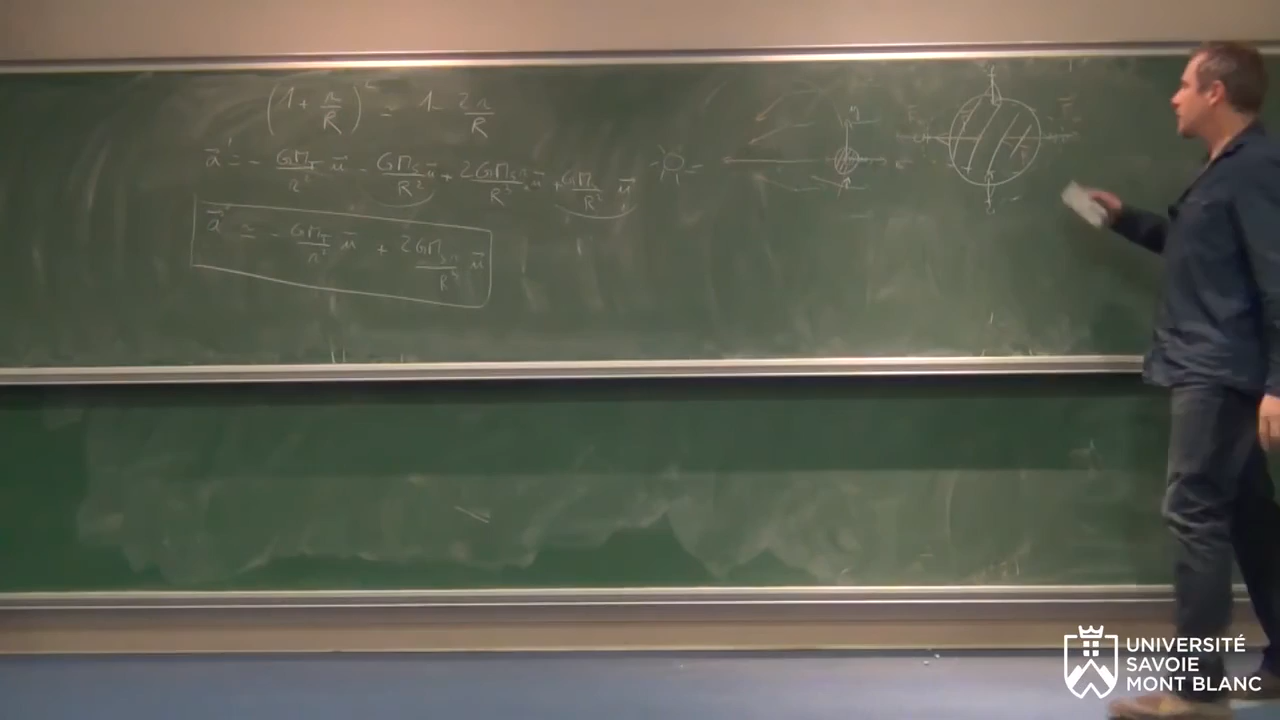 (1 + r/R)² = 1 - 2r/R
a⃗' = - GM_T/r² u⃗ - GM_S/R² u⃗ + 2GM_S r/R³ u⃗ + GM_S/R² u⃗
a⃗' ≃ - GM_T/r² u⃗ + 2GM_S r/R³ u⃗
UNIVERSITÉ
SAVOIE
MONT BLANC